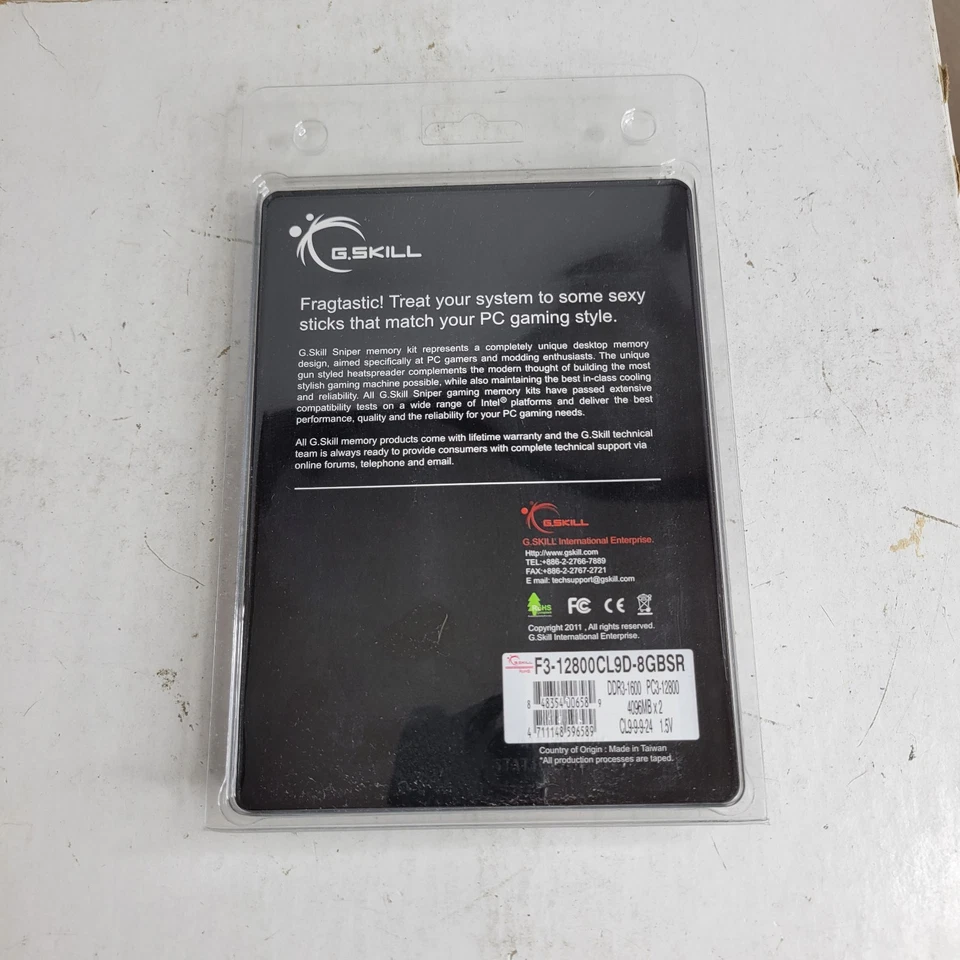 G.SKILL
Fragtastic! Treat your system to some sexy
sticks that match your PC gaming style.
G.Skill Sniper memory kit represents a completely unique desktop memory
design, aimed specifically at PC gamers and modding enthusiasts. The unique
gun styled heatspreader complements the modern thought of building the most
stylish gaming machine possible, while also maintaining the best in-class cooling
and reliability. All G.Skill Sniper gaming memory kits have passed extensive
compatibility tests on a wide range of Intel® platforms and deliver the best
performance, quality and the reliability for your PC gaming needs.
All G.Skill memory products come with lifetime warranty and the G.Skill technical
team is always ready to provide consumers with complete technical support via
online forums, telephone and email.
G.SKILL
G.SKILL International Enterprise.
Http://www.gskill.com
TEL:+886-2-2766-7889
FAX:+886-2-2767-2721
E mail: techsupport@gskill.com
RoHS FC CE
Copyright 2011 , All rights reserved.
G.Skill International Enterprise.
G.SKILL F3-12800CL9D-8GBSR
DDR3-1600 PC3-12800
8 48354 00658 9
4096MB x 2
CL9-9-9-24 1.5V
4 711148 596589
Country of Origin : Made in Taiwan
*All production processes are taped.